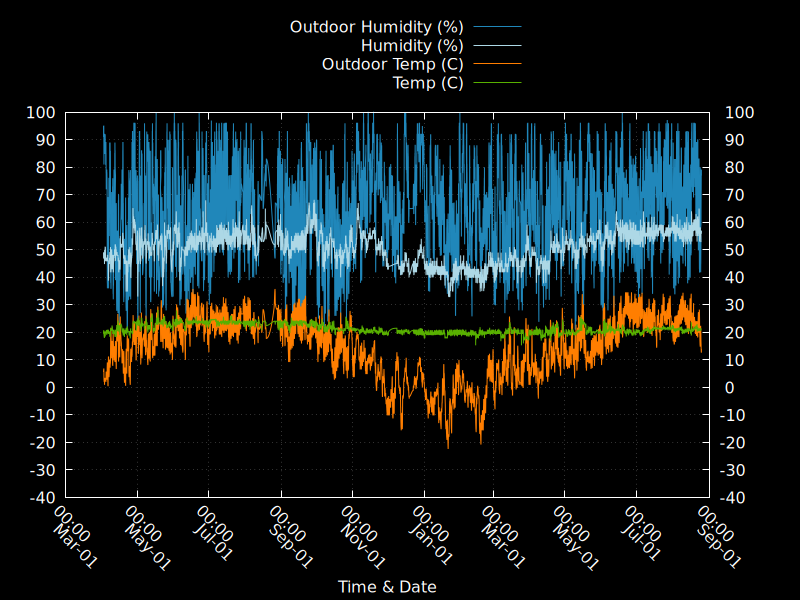 Outdoor Humidity (%)
Humidity (%)
Outdoor Temp (C)
Temp (C)
100 100
90 90
80 80
70 70
60 60
50 50
40 40
30 30
20 20
10 10
0 0
-10 -10
-20 -20
-30 -30
-40 -40
00:00
Mar-01
00:00
May-01
00:00
Jul-01
00:00
Sep-01
00:00
Nov-01
00:00
Jan-01
00:00
Mar-01
00:00
May-01
00:00
Jul-01
00:00
Sep-01
Time & Date